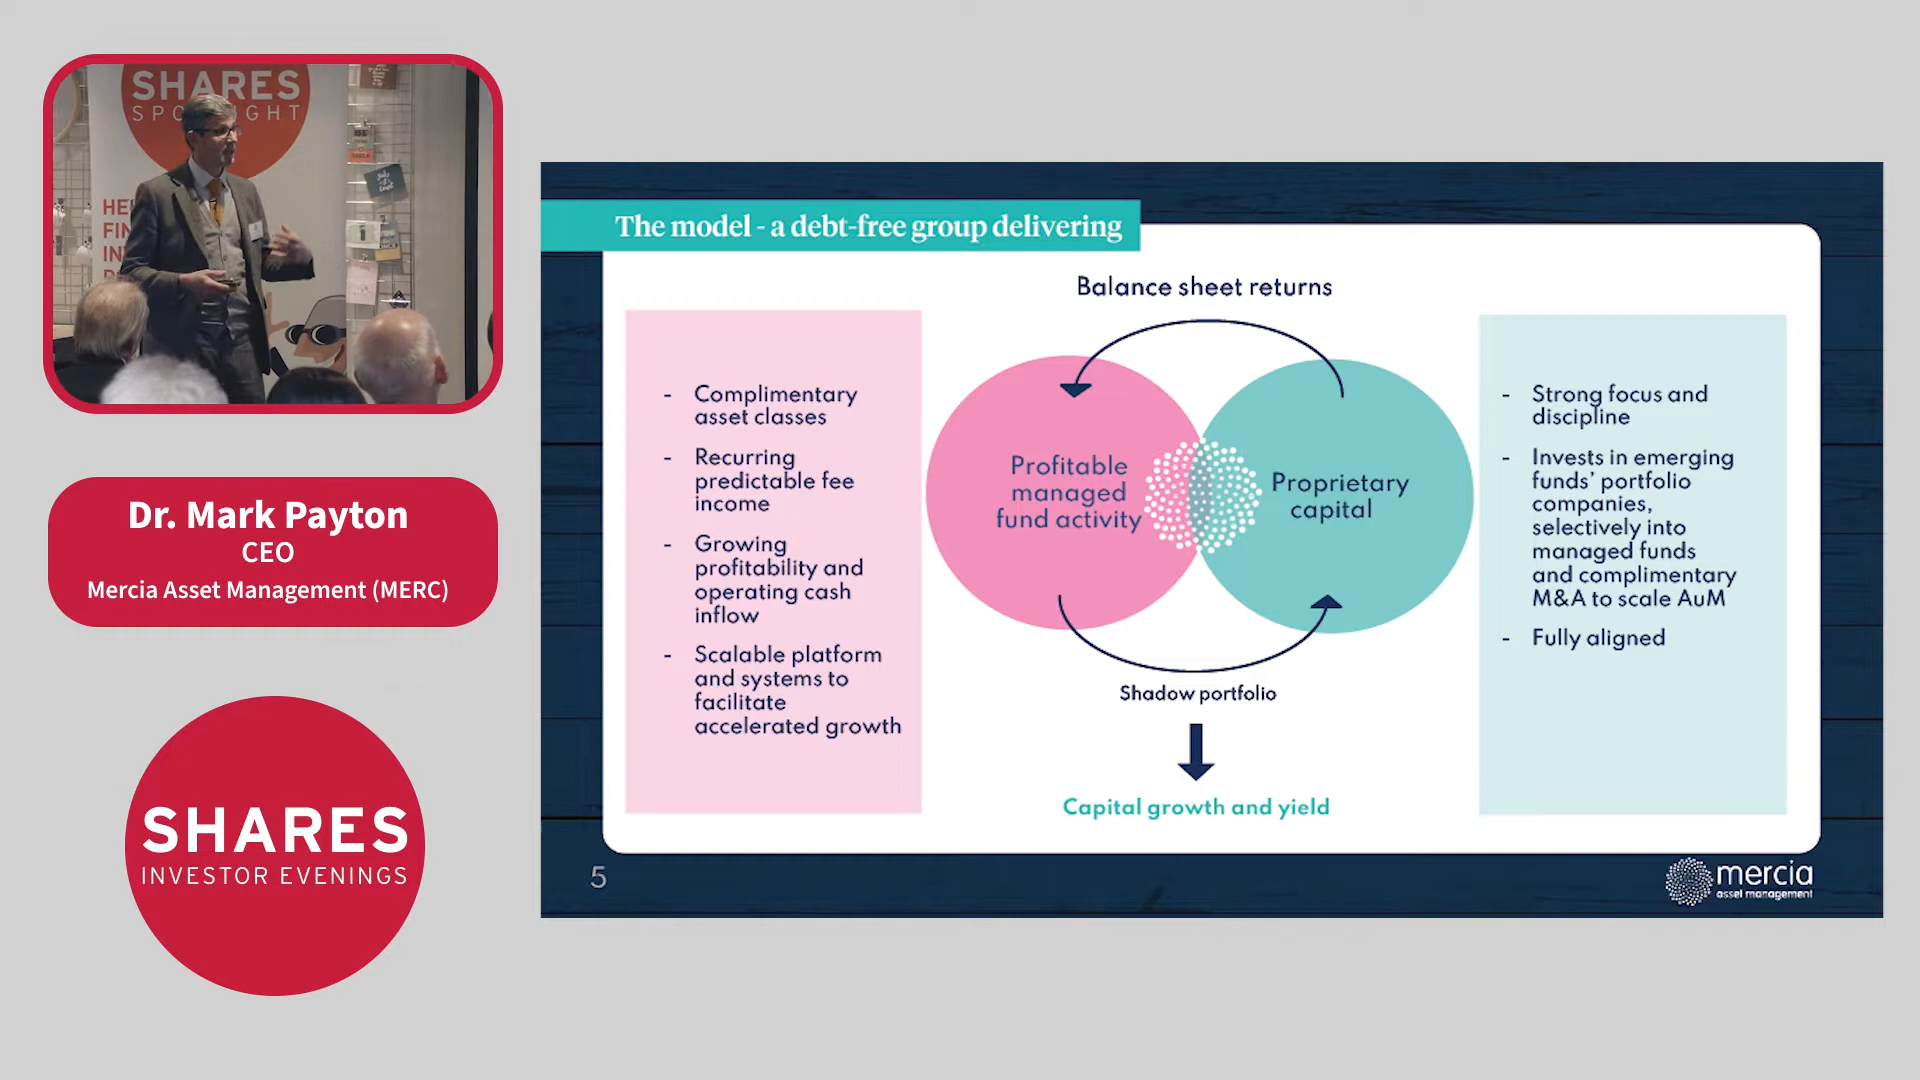 SHARES
SPOTLIGHT
HE
FIN
IN
D
Dr. Mark Payton
CEO
Mercia Asset Management (MERC)
SHARES
INVESTOR EVENINGS
The model - a debt-free group delivering
Balance sheet returns
- Complimentary
asset classes
- Recurring
predictable fee
income
- Growing
profitability and
operating cash
inflow
- Scalable platform
and systems to
facilitate
accelerated growth
Profitable
managed
fund activity
Proprietary
capital
Shadow portfolio
Capital growth and yield
- Strong focus and
discipline
- Invests in emerging
funds’ portfolio
companies,
selectively into
managed funds
and complimentary
M&A to scale AuM
- Fully aligned
5
mercia
asset management